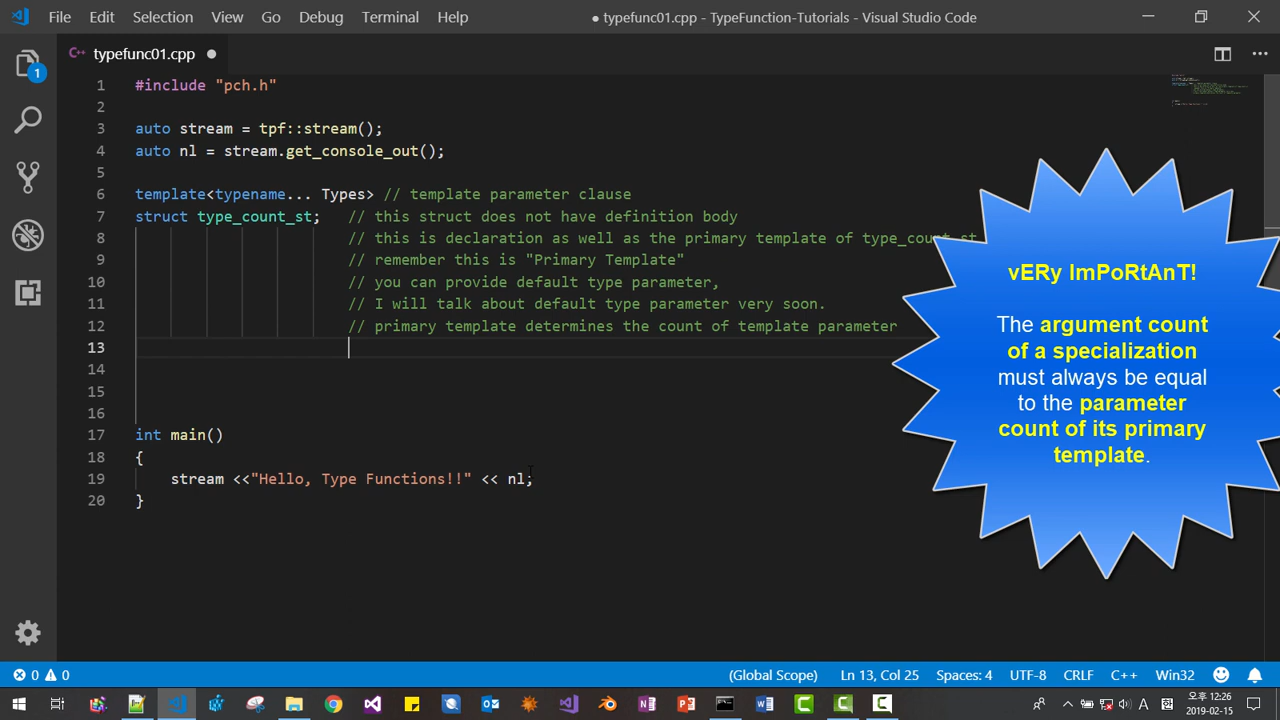 File Edit Selection View Go Debug Terminal Help
● typefunc01.cpp - TypeFunction-Tutorials - Visual Studio Code
C++ typefunc01.cpp ●
1
1 #include "pch.h"
2
3 auto stream = tpf::stream();
4 auto nl = stream.get_console_out();
5
6 template<typename... Types> // template parameter clause
7 struct type_count_st; // this struct does not have definition body
8 // this is declaration as well as the primary template of type_count_st
9 // remember this is "Primary Template"
10 // you can provide default type parameter,
11 // I will talk about default type parameter very soon.
12 // primary template determines the count of template parameter
13
14
15
16
17 int main()
18 {
19 stream <<"Hello, Type Functions!!" << nl;
20 }
vERy ImPoRtAnT!
The argument count
of a specialization
must always be equal
to the parameter
count of its primary
template.
0 0
(Global Scope) Ln 13, Col 25 Spaces: 4 UTF-8 CRLF C++ Win32
A 오후 12:26
2019-02-15